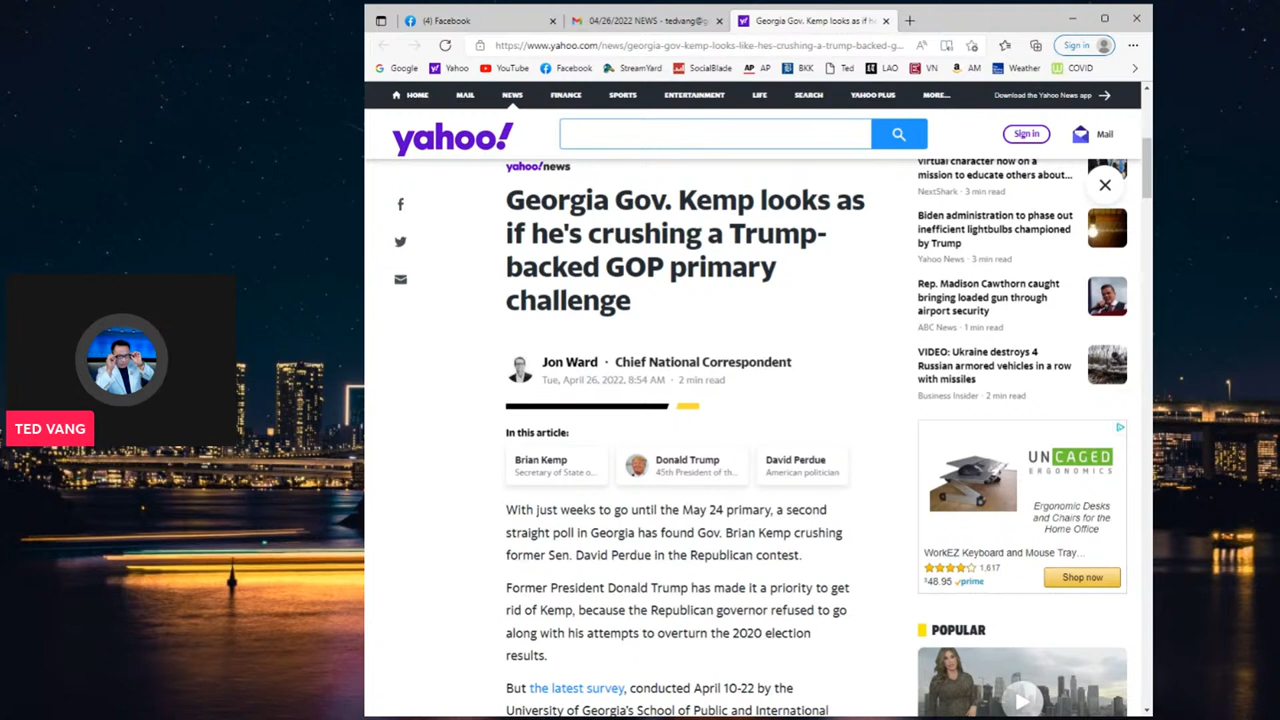 (4) Facebook
04/26/2022 NEWS - tedvang@g
Georgia Gov. Kemp looks as if he
https://www.yahoo.com/news/georgia-gov-kemp-looks-like-hes-crushing-a-trump-backed-g...
Sign in
Google Yahoo YouTube Facebook StreamYard SocialBlade AP BKK Ted LAO VN AM Weather COVID
HOME MAIL NEWS FINANCE SPORTS ENTERTAINMENT LIFE SEARCH YAHOO PLUS MORE... Download the Yahoo News app
yahoo!
Sign in
Mail
yahoo!news
Georgia Gov. Kemp looks as
if he's crushing a Trump-
backed GOP primary
challenge
Jon Ward · Chief National Correspondent
Tue, April 26, 2022, 8:54 AM · 2 min read
In this article:
Brian Kemp
Secretary of State o...
Donald Trump
45th President of th...
David Perdue
American politician
With just weeks to go until the May 24 primary, a second
straight poll in Georgia has found Gov. Brian Kemp crushing
former Sen. David Perdue in the Republican contest.
Former President Donald Trump has made it a priority to get
rid of Kemp, because the Republican governor refused to go
along with his attempts to overturn the 2020 election
results.
But the latest survey, conducted April 10-22 by the
University of Georgia's School of Public and International
virtual character now on a
mission to educate others about...
NextShark · 3 min read
Biden administration to phase out
inefficient lightbulbs championed
by Trump
Yahoo News · 3 min read
Rep. Madison Cawthorn caught
bringing loaded gun through
airport security
ABC News · 1 min read
VIDEO: Ukraine destroys 4
Russian armored vehicles in a row
with missiles
Business Insider · 2 min read
UNCAGED
ERGONOMICS
Ergonomic Desks
and Chairs for the
Home Office
WorkEZ Keyboard and Mouse Tray...
1,617
$48.95 prime
Shop now
POPULAR
TED VANG